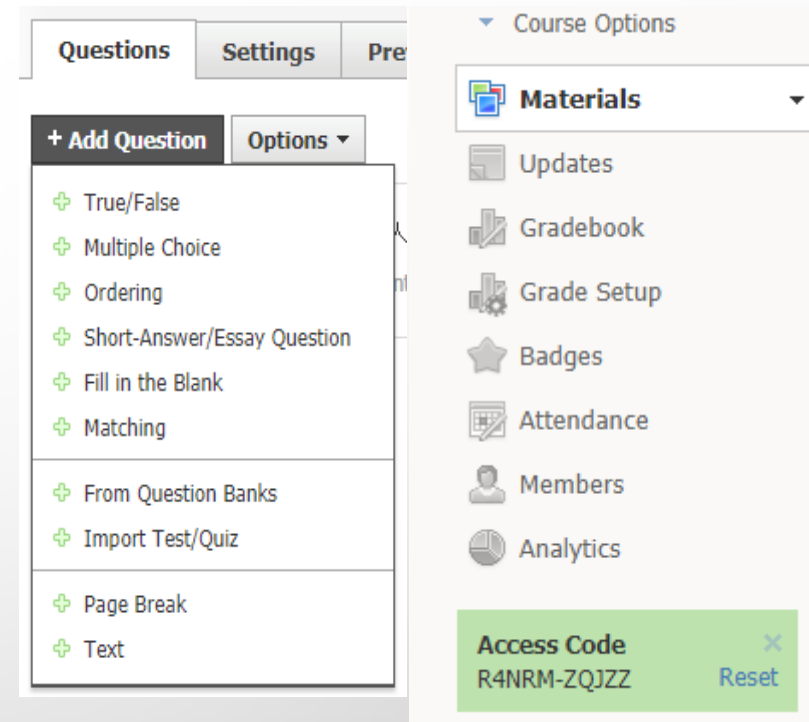 Questions Settings Pre
+ Add Question Options
True/False
Multiple Choice
Ordering
Short-Answer/Essay Question
Fill in the Blank
Matching
From Question Banks
Import Test/Quiz
Page Break
Text
Course Options
Materials
Updates
Gradebook
Grade Setup
Badges
Attendance
Members
Analytics
Access Code
R4NRM-ZQJZZ Reset